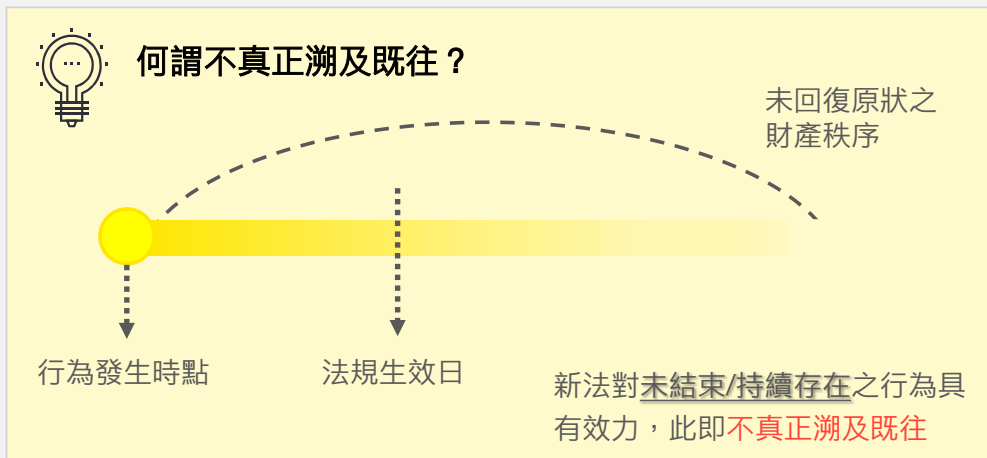 何謂不真正溯及既往？
未回復原狀之
財產秩序
行為發生時點
法規生效日
新法對未結束/持續存在之行為具
有效力，此即不真正溯及既往